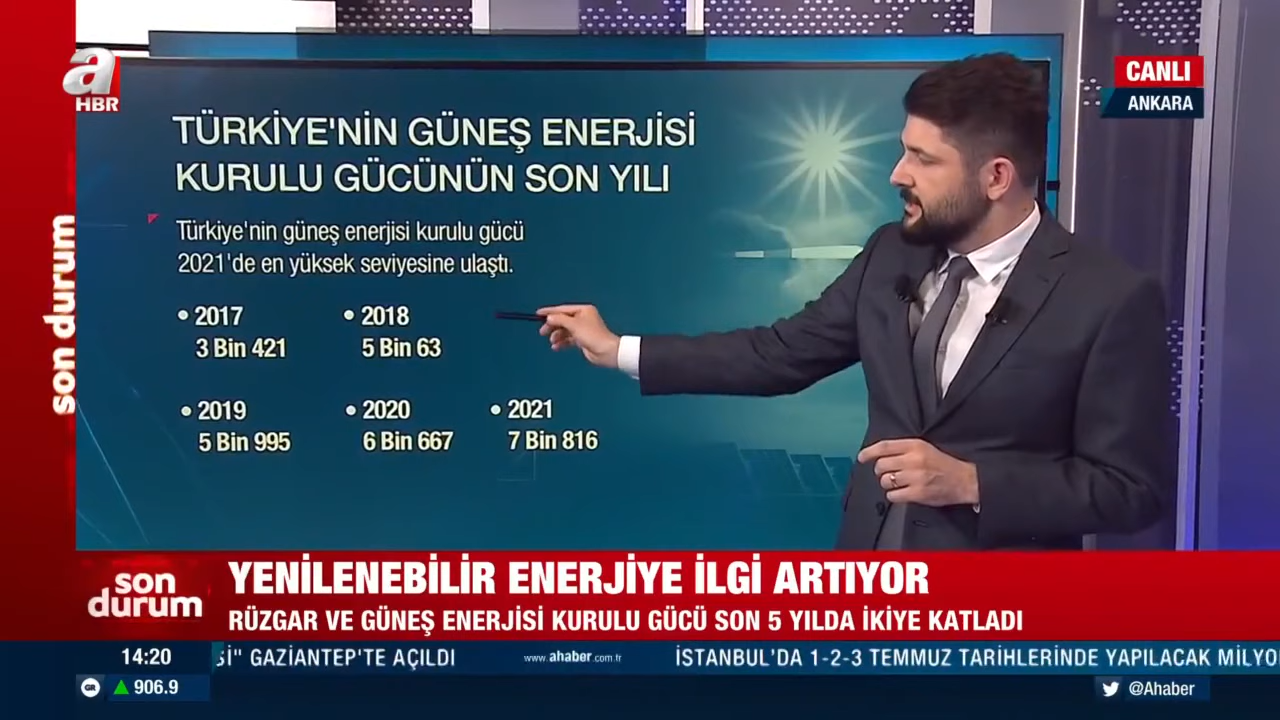 a
HBR
CANLI
ANKARA
son durum
TÜRKİYE'NİN GÜNEŞ ENERJİSİ
KURULU GÜCÜNÜN SON YILI
Türkiye'nin güneş enerjisi kurulu gücü
2021'de en yüksek seviyesine ulaştı.
• 2017 • 2018
3 Bin 421 5 Bin 63
• 2019 • 2020 • 2021
5 Bin 995 6 Bin 667 7 Bin 816
son
durum
YENİLENEBİLİR ENERJİYE İLGİ ARTIYOR
RÜZGAR VE GÜNEŞ ENERJİSİ KURULU GÜCÜ SON 5 YILDA İKİYE KATLADI
14:20 Sİ" GAZİANTEP'TE AÇILDI www.ahaber.com.tr İSTANBUL'DA 1-2-3 TEMMUZ TARİHLERİNDE YAPILACAK MİLYO
GR ▲ 906.9 @Ahaber